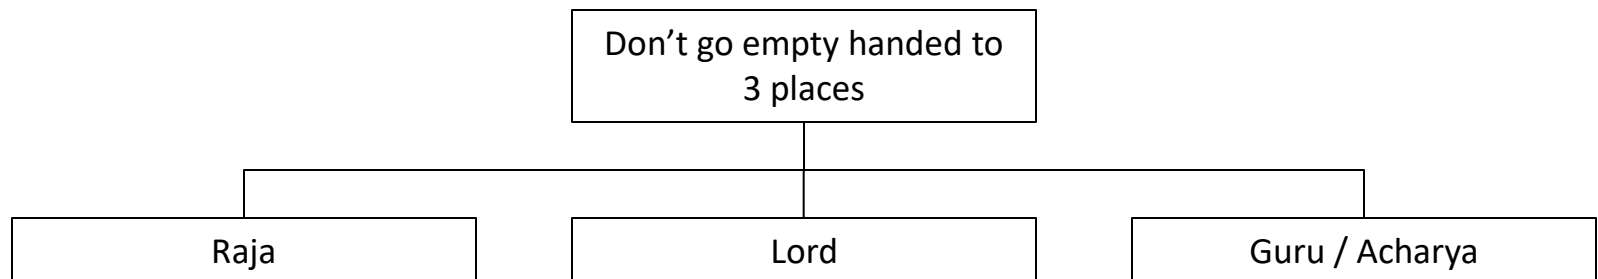 Don’t go empty handed to
3 places
Raja
Lord
Guru / Acharya